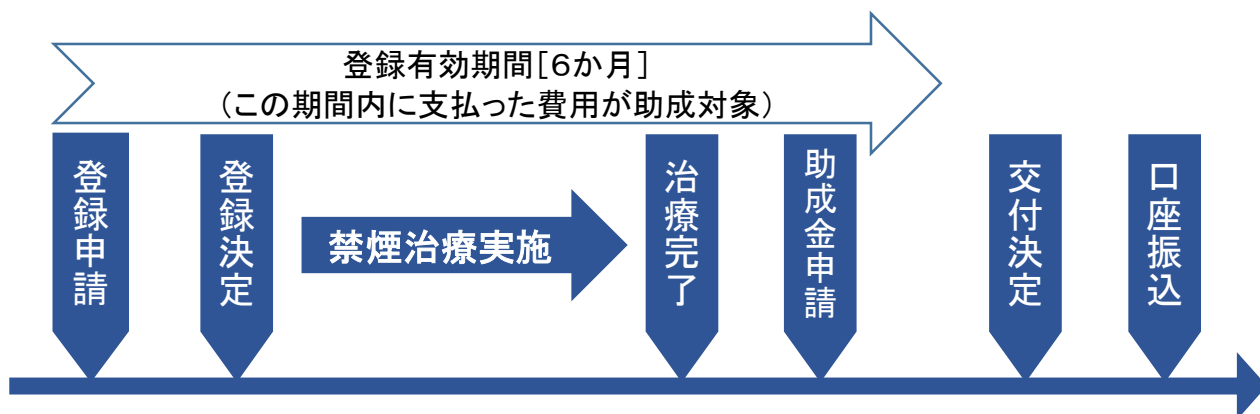 登録有効期間[6か月]
（この期間内に支払った費用が助成対象）
登録申請
登録決定
禁煙治療実施
治療完了
助成金申請
交付決定
口座振込